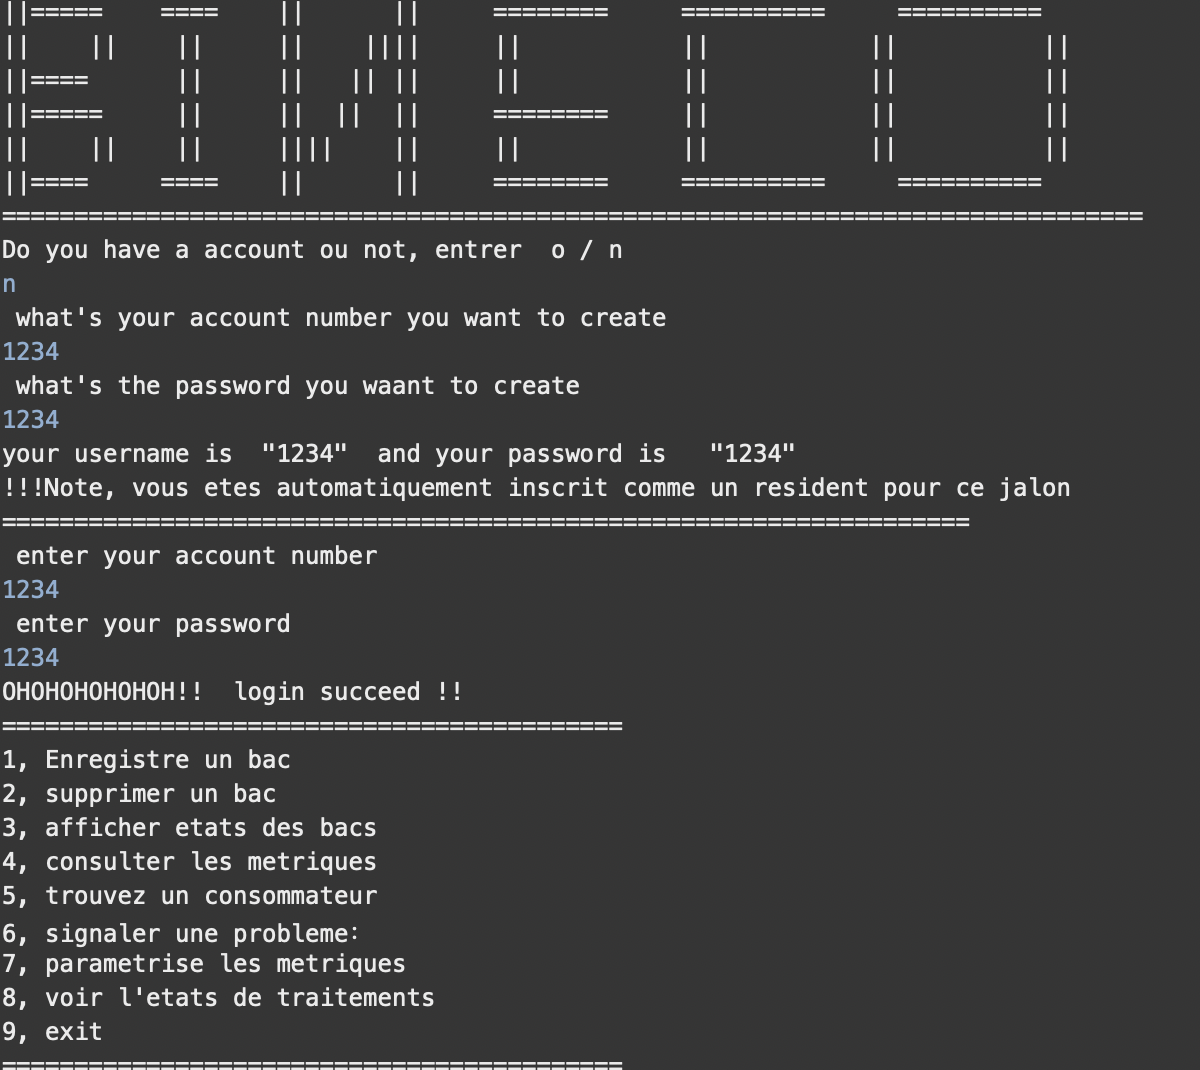 ||=====    ====    ||      ||     ========     ==========     ==========
||    ||    ||     ||    ||||     ||           ||           ||          ||
||====      ||     ||   || ||     ||           ||           ||          ||
||=====     ||     ||  ||  ||     ========     ||           ||          ||
||    ||    ||     ||||    ||     ||           ||           ||          ||
||====     ====    ||      ||     ========     ==========     ==========
===============================================================================
Do you have a account ou not, entrer  o / n
n
 what's your account number you want to create
1234
 what's the password you waant to create
1234
your username is  "1234"  and your password is   "1234"
!!!Note, vous etes automatiquement inscrit comme un resident pour ce jalon
===================================================================
 enter your account number
1234
 enter your password
1234
OHOHOHOHOHOH!!  login succeed !!
===========================================
1, Enregistre un bac
2, supprimer un bac
3, afficher etats des bacs
4, consulter les metriques
5, trouvez un consommateur
6, signaler une probleme：
7, parametrise les metriques
8, voir l'etats de traitements
9, exit
===========================================